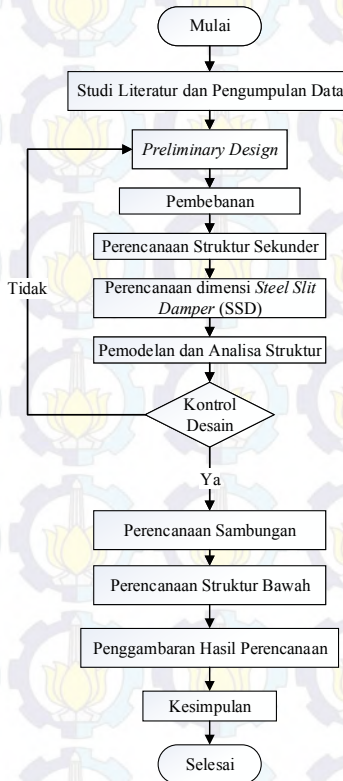 Mulai
Studi Literatur dan Pengumpulan Data
Preliminary Design
Pembebanan
Perencanaan Struktur Sekunder
Tidak
Perencanaan dimensi Steel Slit
Damper (SSD)
Pemodelan dan Analisa Struktur
Kontrol
Desain
Ya
Perencanaan Sambungan
Perencanaan Struktur Bawah
Penggambaran Hasil Perencanaan
Kesimpulan
Selesai